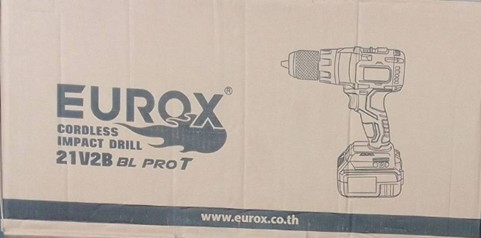 EUROX®
CORDLESS
IMPACT DRILL
21V2B BL PRO T
www.eurox.co.th